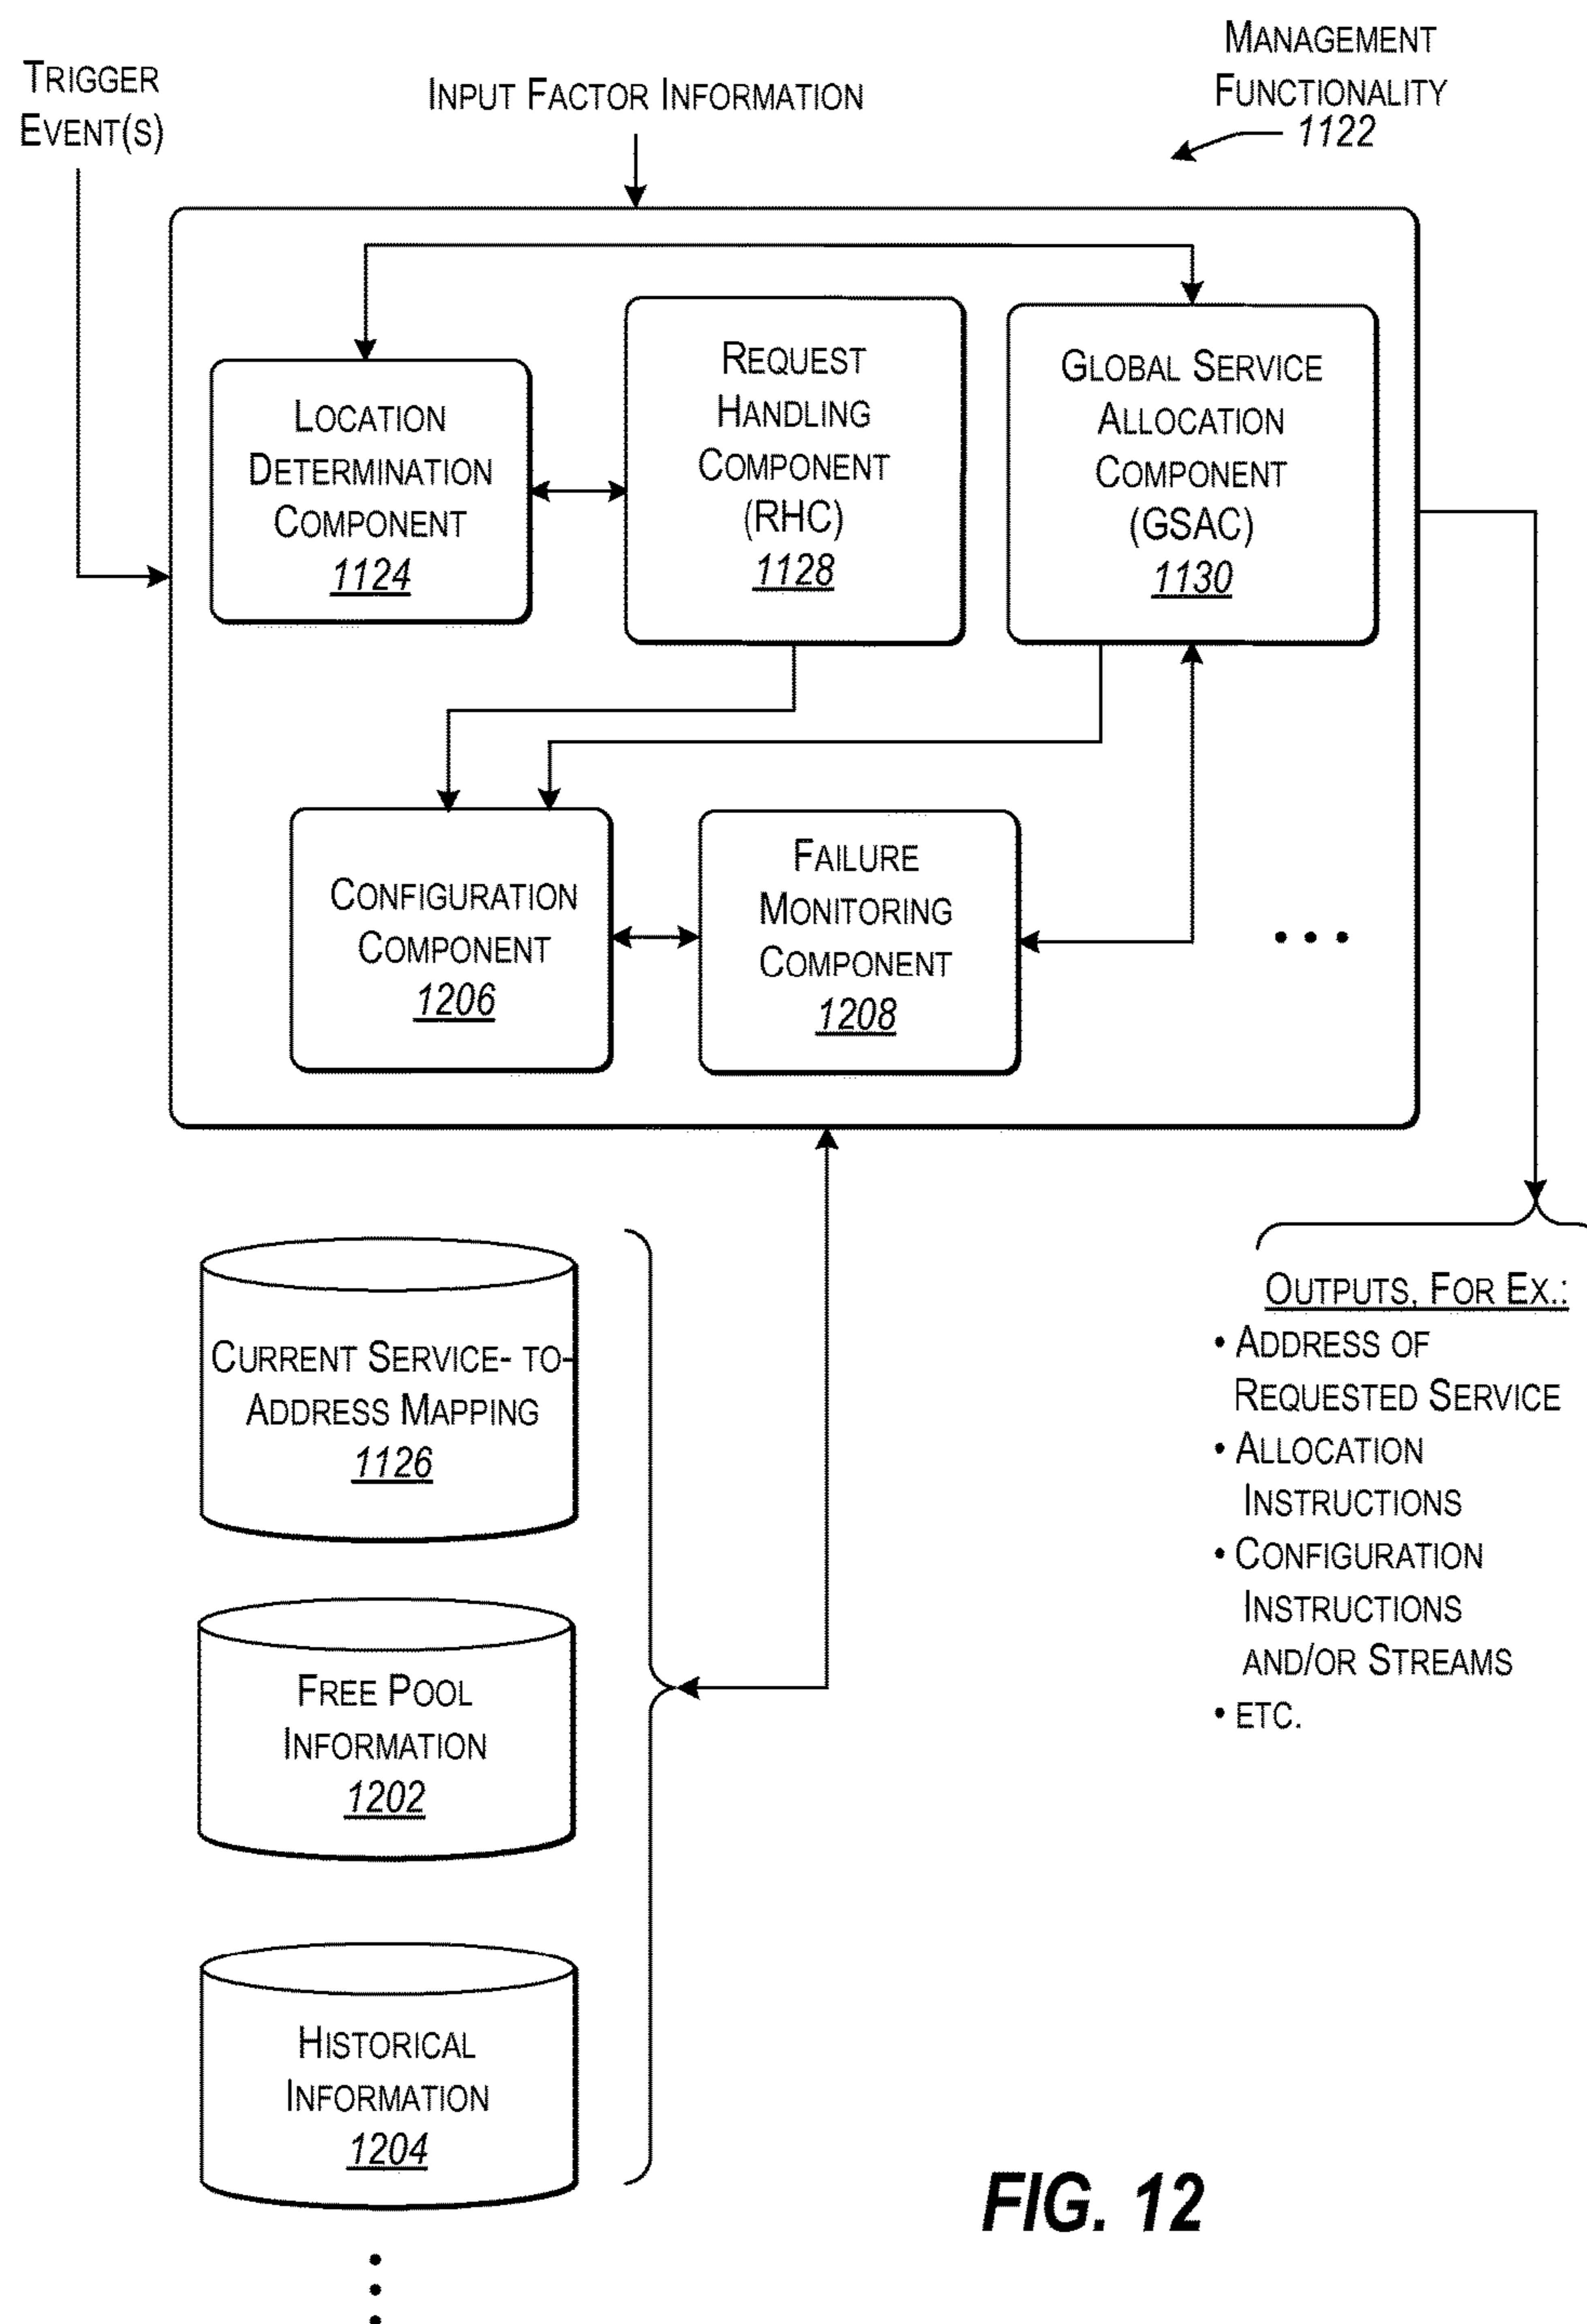 TRIGGER
EVENT(S)
INPUT FACTOR INFORMATION
MANAGEMENT
FUNCTIONALITY
1122
LOCATION
DETERMINATION
COMPONENT
1124
REQUEST
HANDLING
COMPONENT
(RHC)
1128
GLOBAL SERVICE
ALLOCATION
COMPONENT
(GSAC)
1130
CONFIGURATION
COMPONENT
1206
FAILURE
MONITORING
COMPONENT
1208
• • •
CURRENT SERVICE- TO-
ADDRESS MAPPING
1126
FREE POOL
INFORMATION
1202
HISTORICAL
INFORMATION
1204
OUTPUTS, FOR EX.:
• ADDRESS OF
REQUESTED SERVICE
• ALLOCATION
INSTRUCTIONS
• CONFIGURATION
INSTRUCTIONS
AND/OR STREAMS
• ETC.
FIG. 12